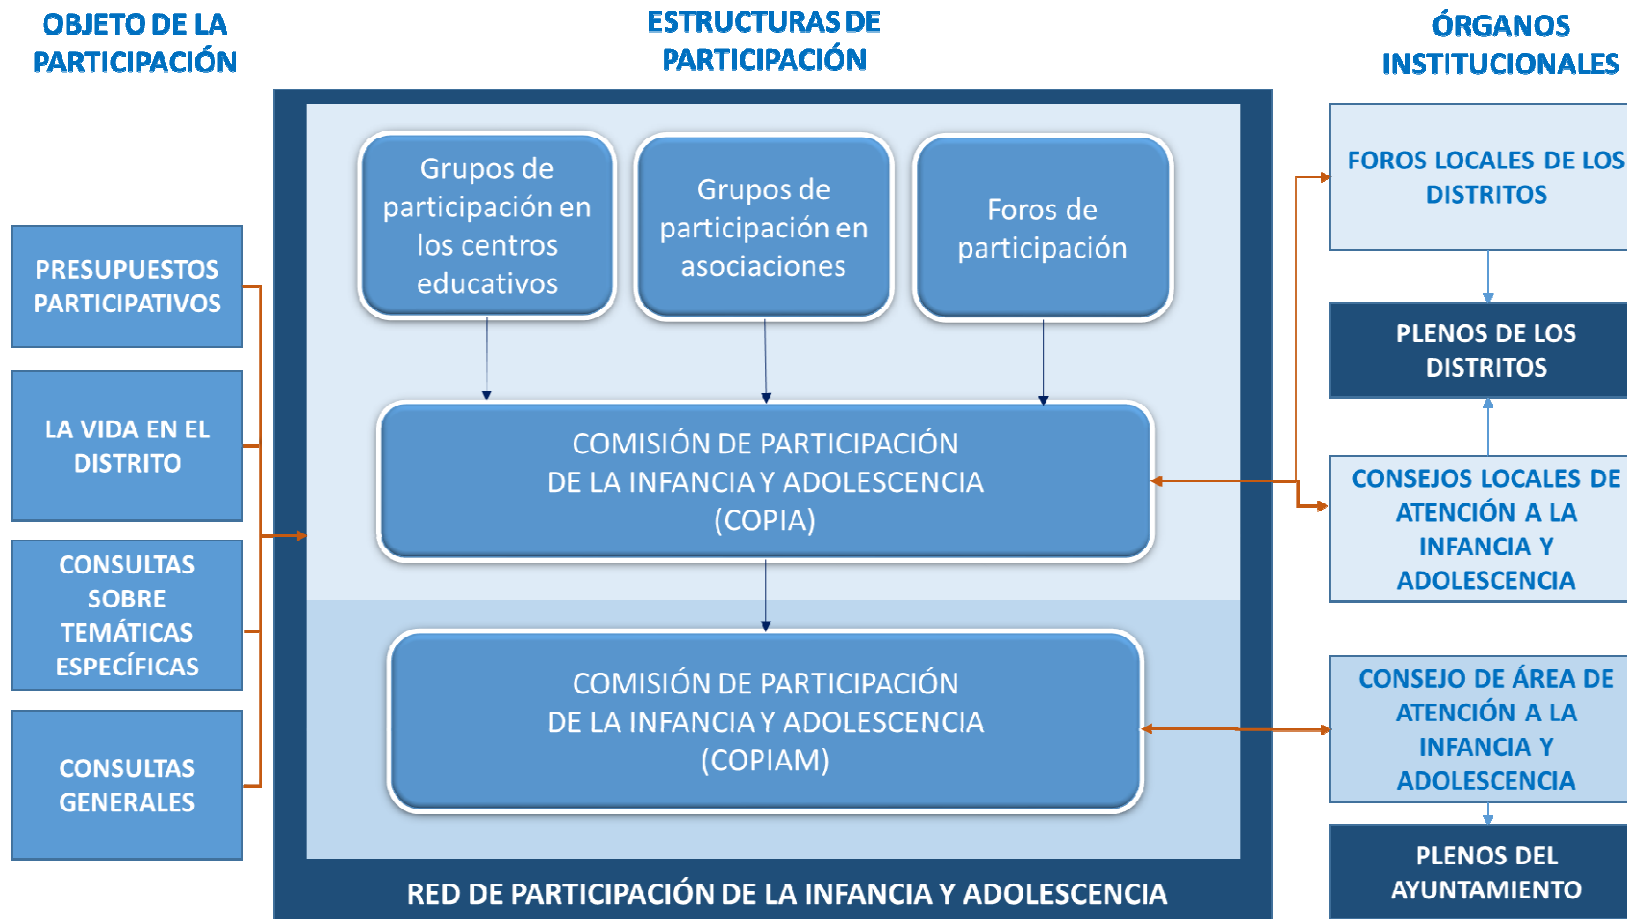 OBJETO DE LA
PARTICIPACIÓN
ESTRUCTURAS DE
PARTICIPACIÓN
ÓRGANOS
INSTITUCIONALES
PRESUPUESTOS
PARTICIPATIVOS
LA VIDA EN EL
DISTRITO
CONSULTAS
SOBRE
TEMÁTICAS
ESPECÍFICAS
CONSULTAS
GENERALES
Grupos de
participación en
los centros
educativos
Grupos de
participación en
asociaciones
Foros de
participación
COMISIÓN DE PARTICIPACIÓN
DE LA INFANCIA Y ADOLESCENCIA
(COPIA)
COMISIÓN DE PARTICIPACIÓN
DE LA INFANCIA Y ADOLESCENCIA
(COPIAM)
RED DE PARTICIPACIÓN DE LA INFANCIA Y ADOLESCENCIA
FOROS LOCALES DE LOS
DISTRITOS
PLENOS DE LOS
DISTRITOS
CONSEJOS LOCALES DE
ATENCIÓN A LA
INFANCIA Y
ADOLESCENCIA
CONSEJO DE ÁREA DE
ATENCIÓN A LA
INFANCIA Y
ADOLESCENCIA
PLENOS DEL
AYUNTAMIENTO